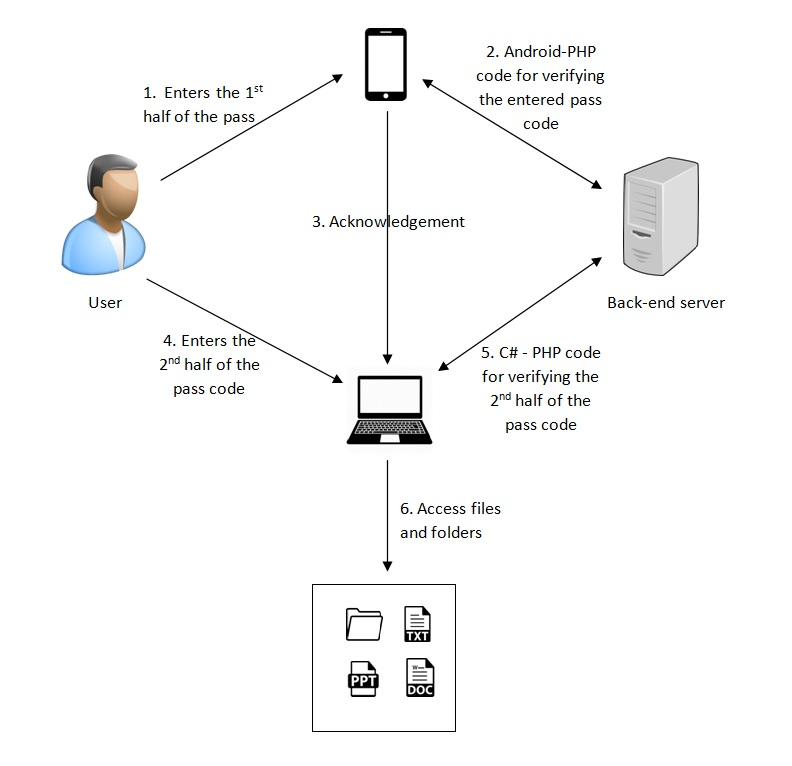 1. Enters the 1st
half of the pass
2. Android-PHP
code for verifying
the entered pass
code
3. Acknowledgement
User
Back-end server
4. Enters the
2nd half of the
pass code
5. C# - PHP code
for verifying the
2nd half of the
pass code
6. Access files
and folders
TXT
PPT
W
DOC